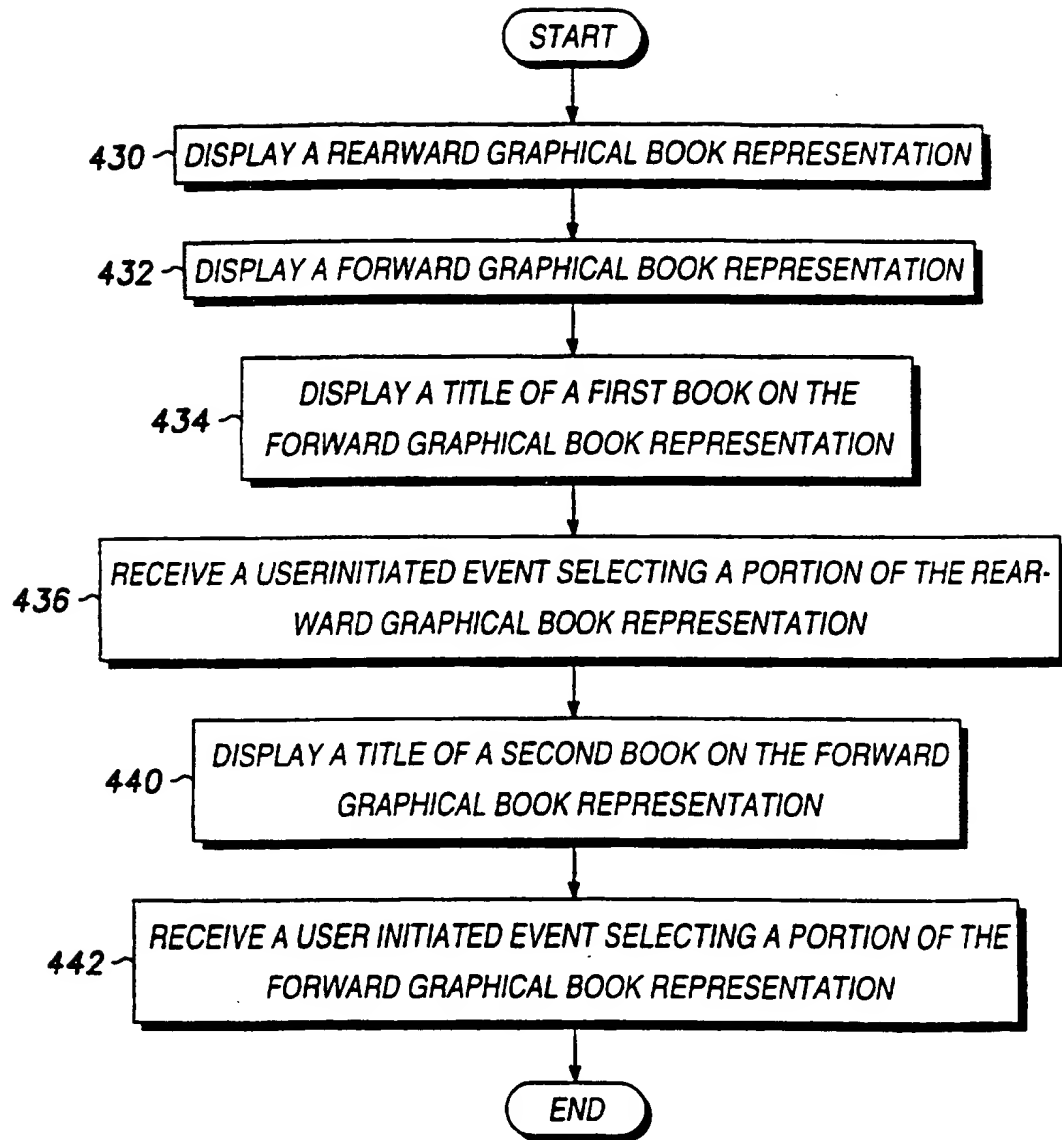 START
430 DISPLAY A REARWARD GRAPHICAL BOOK REPRESENTATION
432 DISPLAY A FORWARD GRAPHICAL BOOK REPRESENTATION
DISPLAY A TITLE OF A FIRST BOOK ON THE
434 FORWARD GRAPHICAL BOOK REPRESENTATION
RECEIVE A USERINITIATED EVENT SELECTING A PORTION OF THE REAR-
436 WARD GRAPHICAL BOOK REPRESENTATION
DISPLAY A TITLE OF A SECOND BOOK ON THE FORWARD
440 GRAPHICAL BOOK REPRESENTATION
RECEIVE A USER INITIATED EVENT SELECTING A PORTION OF THE
442 FORWARD GRAPHICAL BOOK REPRESENTATION
END